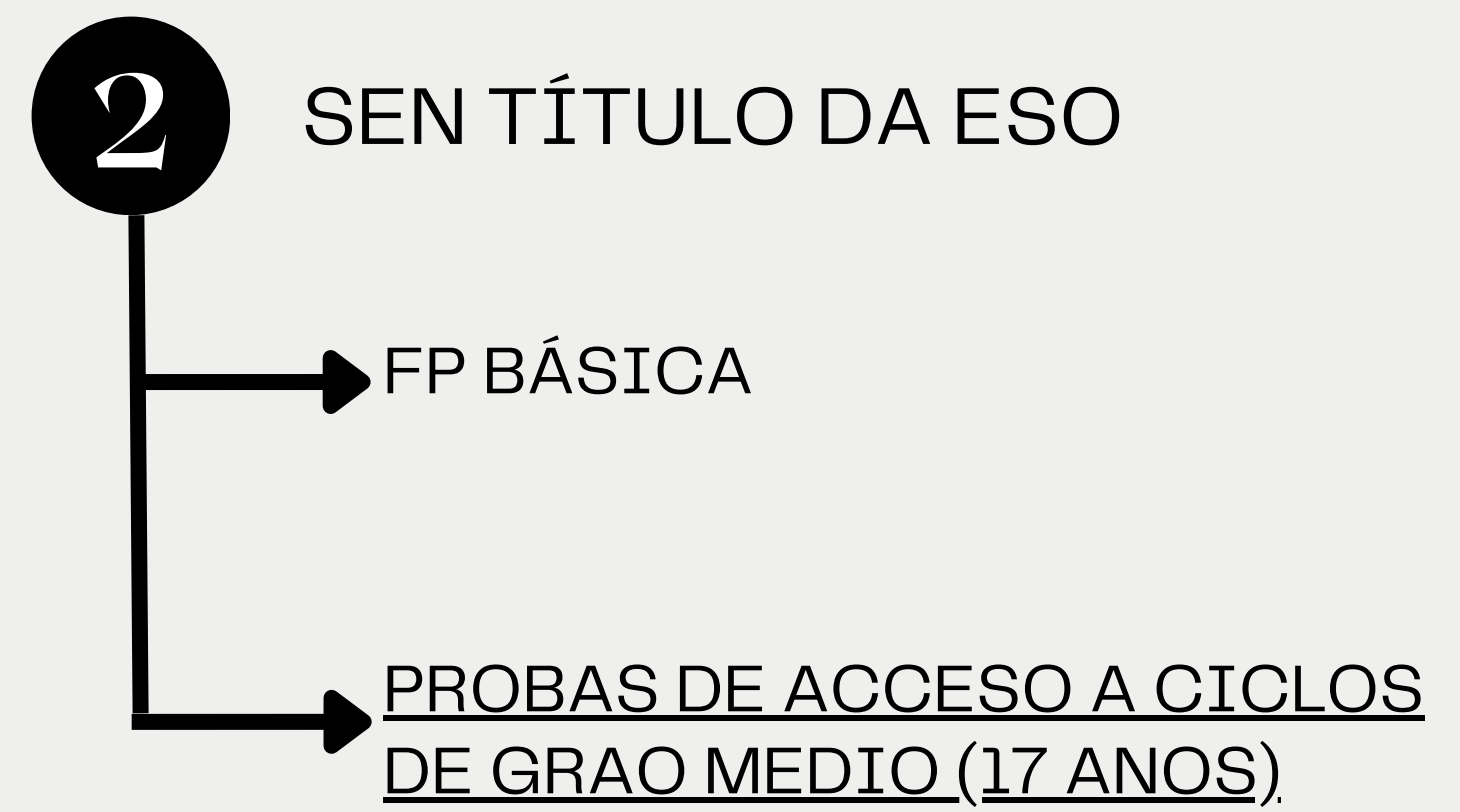 2
SEN TÍTULO DA ESO
FP BÁSICA
PROBAS DE ACCESO A CICLOS
DE GRAO MEDIO (17 ANOS)